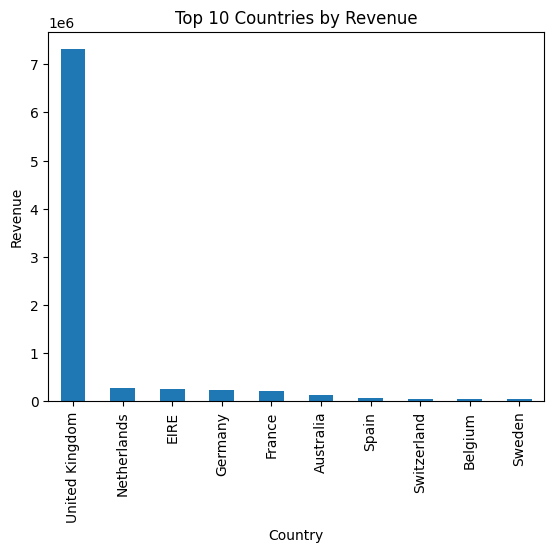 Top 10 Countries by Revenue
1e6
7
6
5
4
3
2
1
0
Revenue
United Kingdom
Netherlands
EIRE
Germany
France
Australia
Spain
Switzerland
Belgium
Sweden
Country